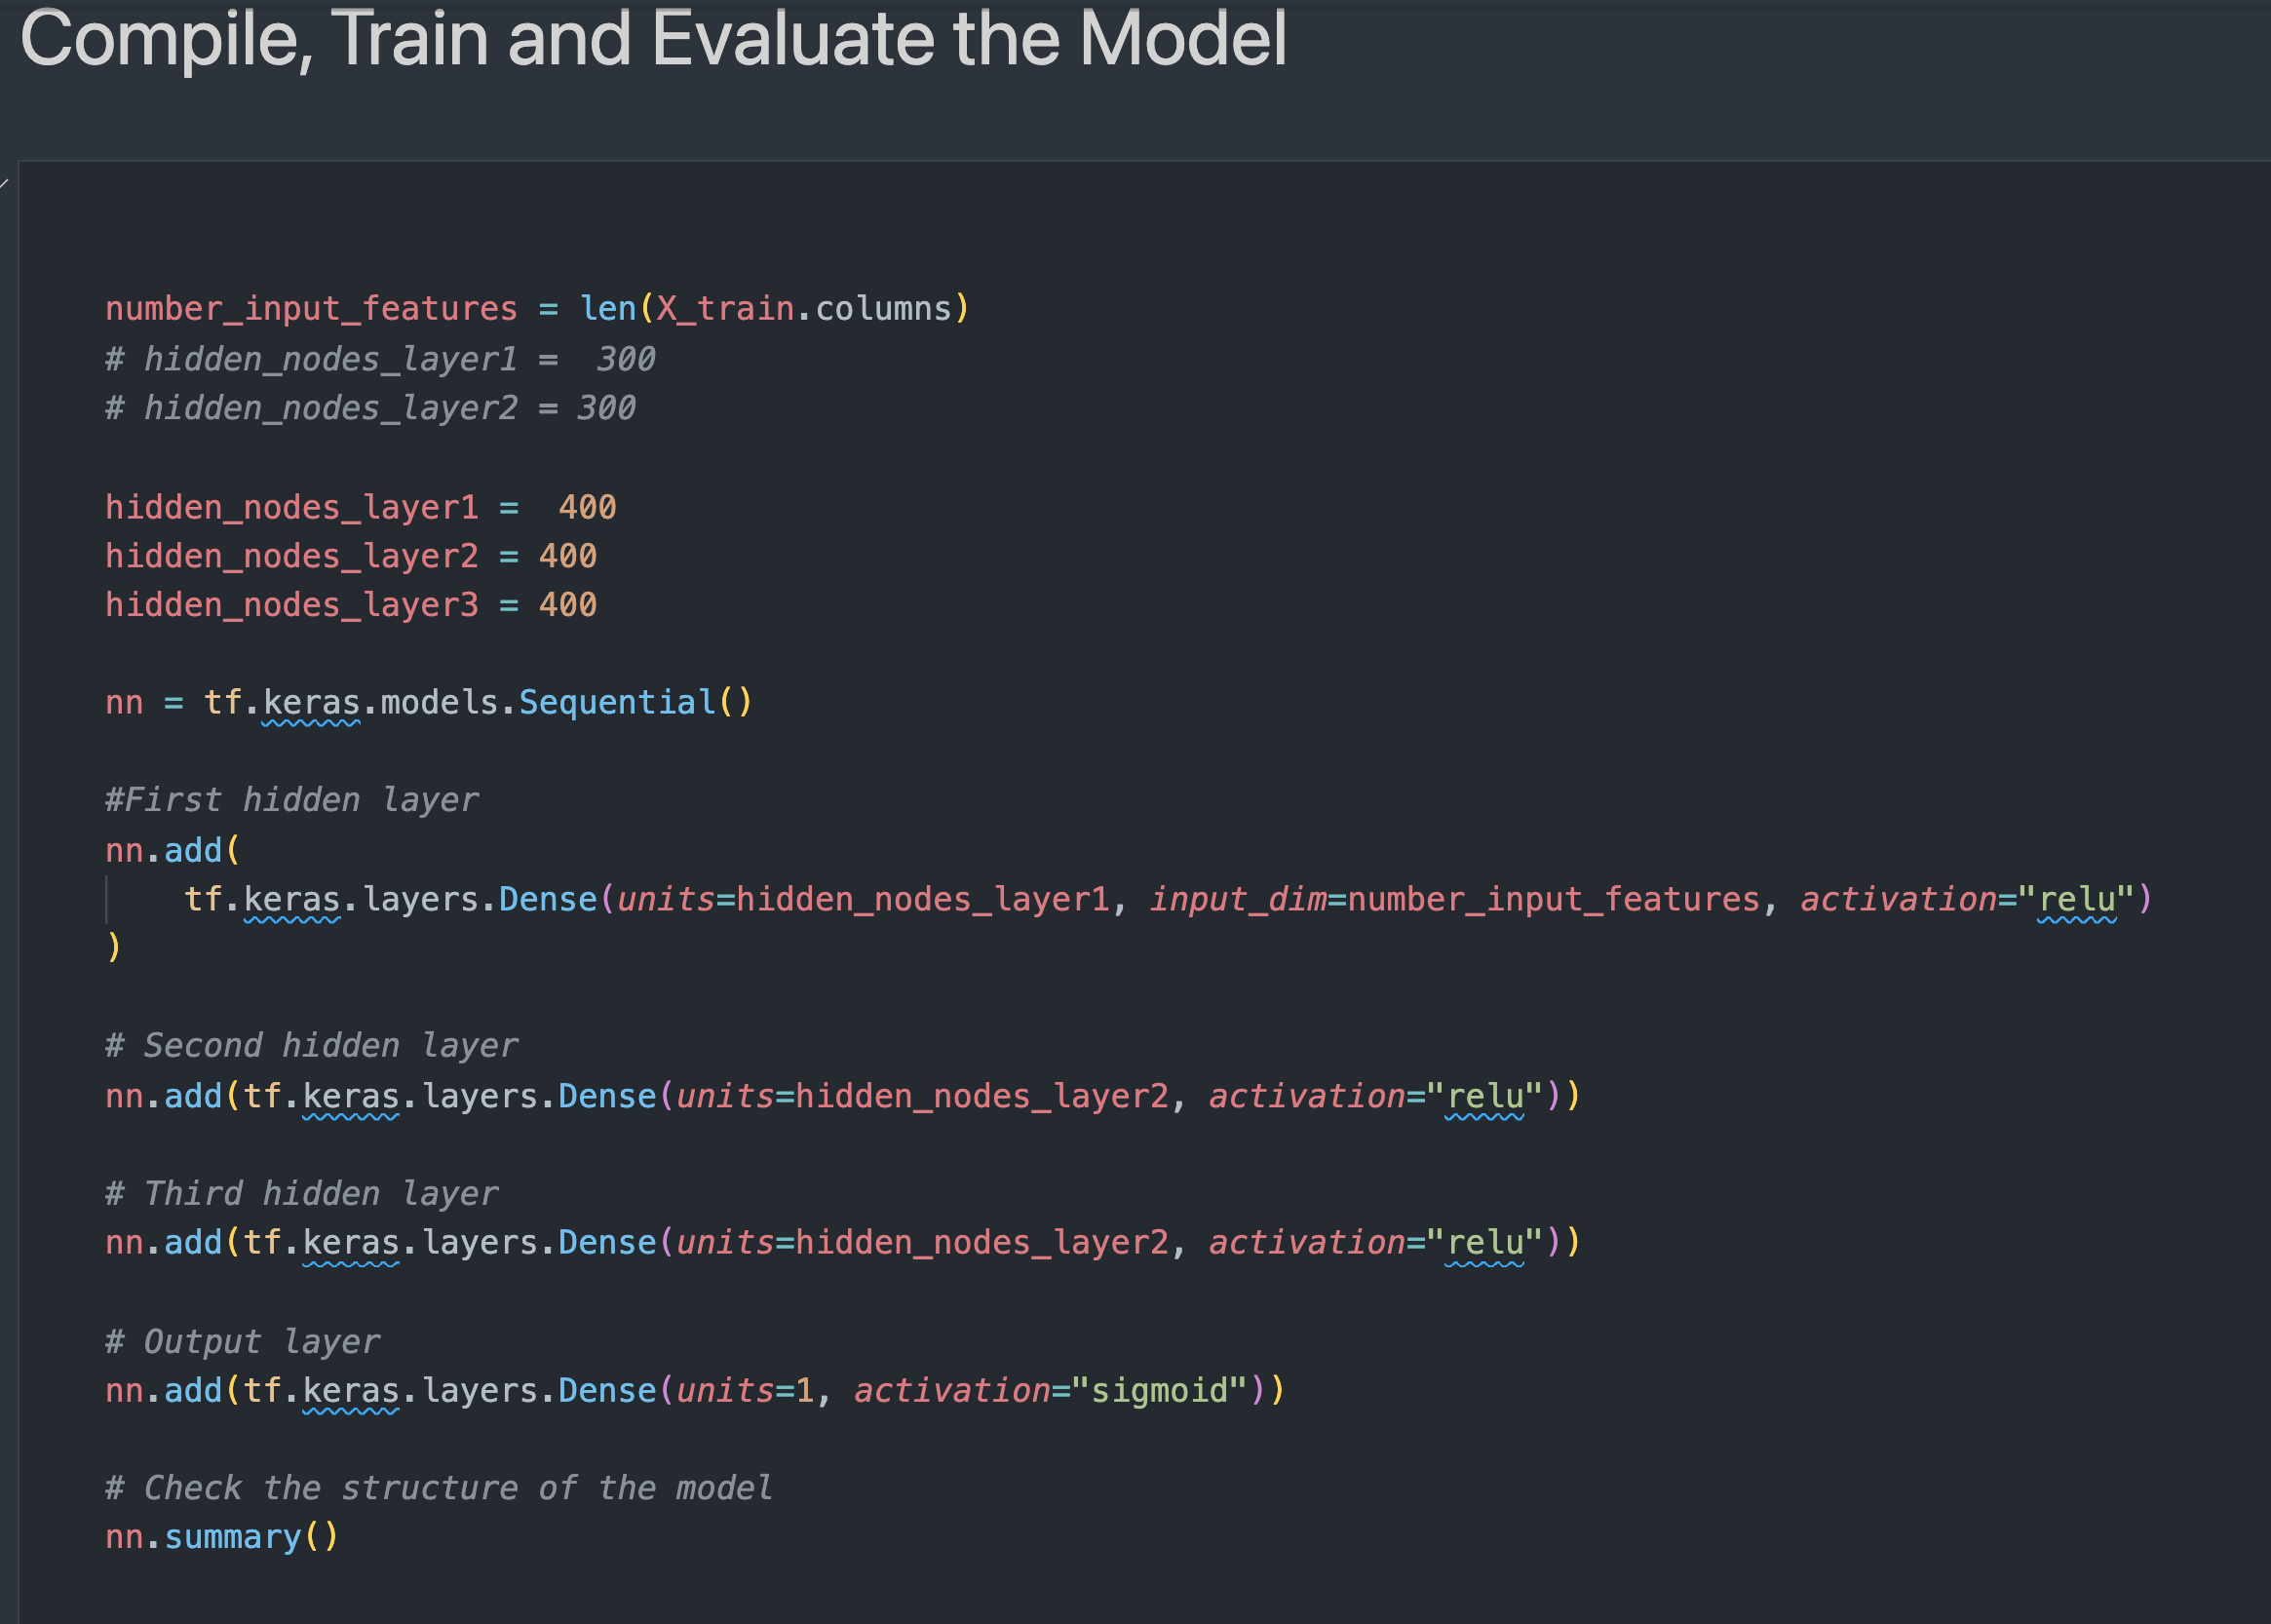 Compile, Train and Evaluate the Model
number_input_features = len(X_train.columns)
# hidden_nodes_layer1 =  300
# hidden_nodes_layer2 = 300
hidden_nodes_layer1 =  400
hidden_nodes_layer2 = 400
hidden_nodes_layer3 = 400
nn = tf.keras.models.Sequential()
#First hidden layer
nn.add(
    tf.keras.layers.Dense(units=hidden_nodes_layer1, input_dim=number_input_features, activation="relu")
)
# Second hidden layer
nn.add(tf.keras.layers.Dense(units=hidden_nodes_layer2, activation="relu"))
# Third hidden layer
nn.add(tf.keras.layers.Dense(units=hidden_nodes_layer2, activation="relu"))
# Output layer
nn.add(tf.keras.layers.Dense(units=1, activation="sigmoid"))
# Check the structure of the model
nn.summary()